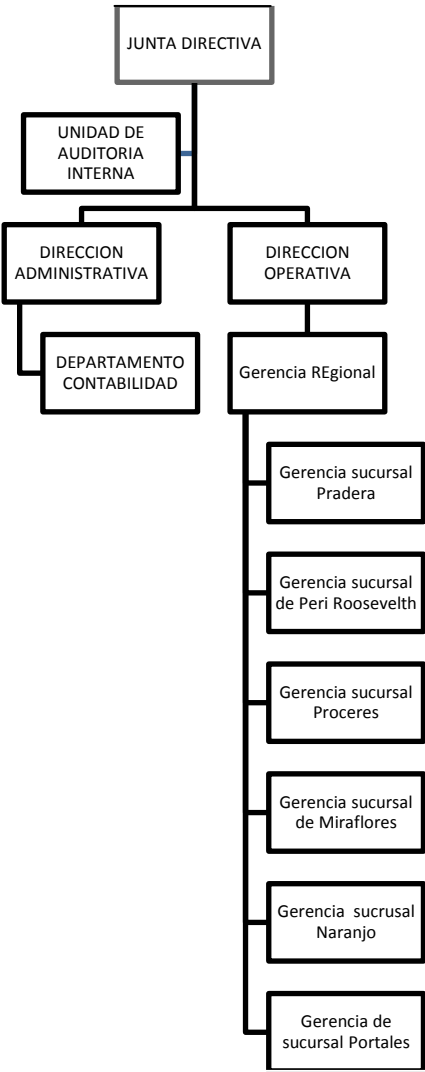 JUNTA DIRECTIVA
UNIDAD DE
AUDITORIA
INTERNA
DIRECCION
ADMINISTRATIVA
DIRECCION
OPERATIVA
DEPARTAMENTO
CONTABILIDAD
Gerencia REgional
Gerencia sucursal
Pradera
Gerencia sucursal
de Peri Roosevelth
Gerencia sucursal
Proceres
Gerencia sucursal
de Miraflores
Gerencia sucrusal
Naranjo
Gerencia de
sucursal Portales